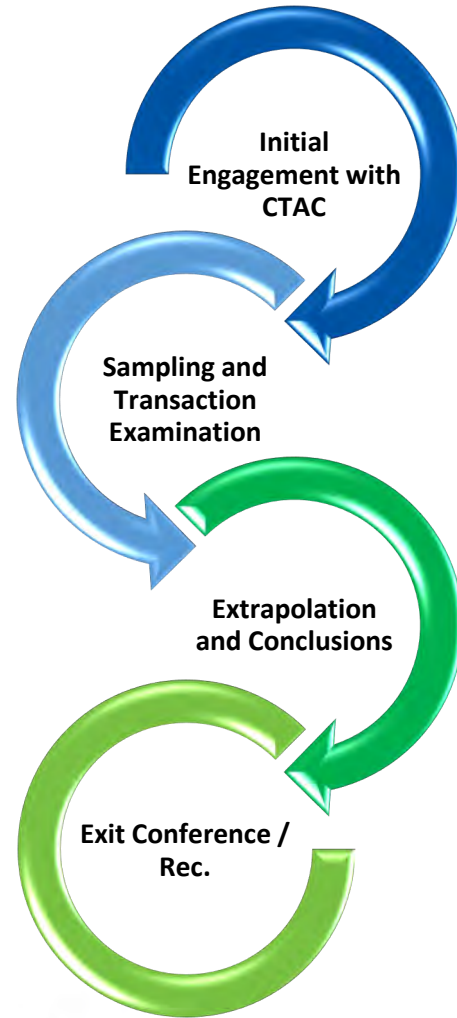 Initial
Engagement with
CTAC
Sampling and
Transaction
Examination
Extrapolation
and Conclusions
Exit Conference /
Rec.